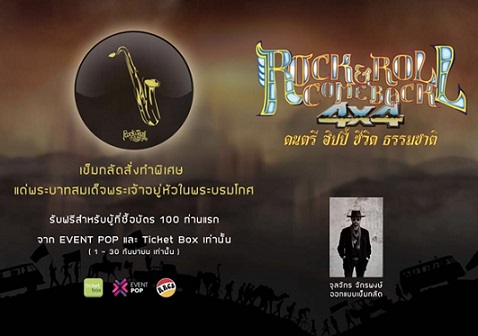 Rock & Roll
เข็มกลัดสั่งทำพิเศษ
แด่พระบาทสมเด็จพระเจ้าอยู่หัวในพระบรมโกศ
รับฟรีสำหรับผู้ที่ซื้อบัตร 100 ท่านแรก
จาก EVENT POP และ Ticket Box เท่านั้น
( 1 - 30 กันยายน เท่านั้น )
ticket box
EVENT POP
ROCK & ROLL
COMEBACK
4x4
ดนตรี ฮิปปี้ ชีวิต ธรรมชาติ
จุลจักร จักรพงษ์
ออกแบบเข็มกลัด